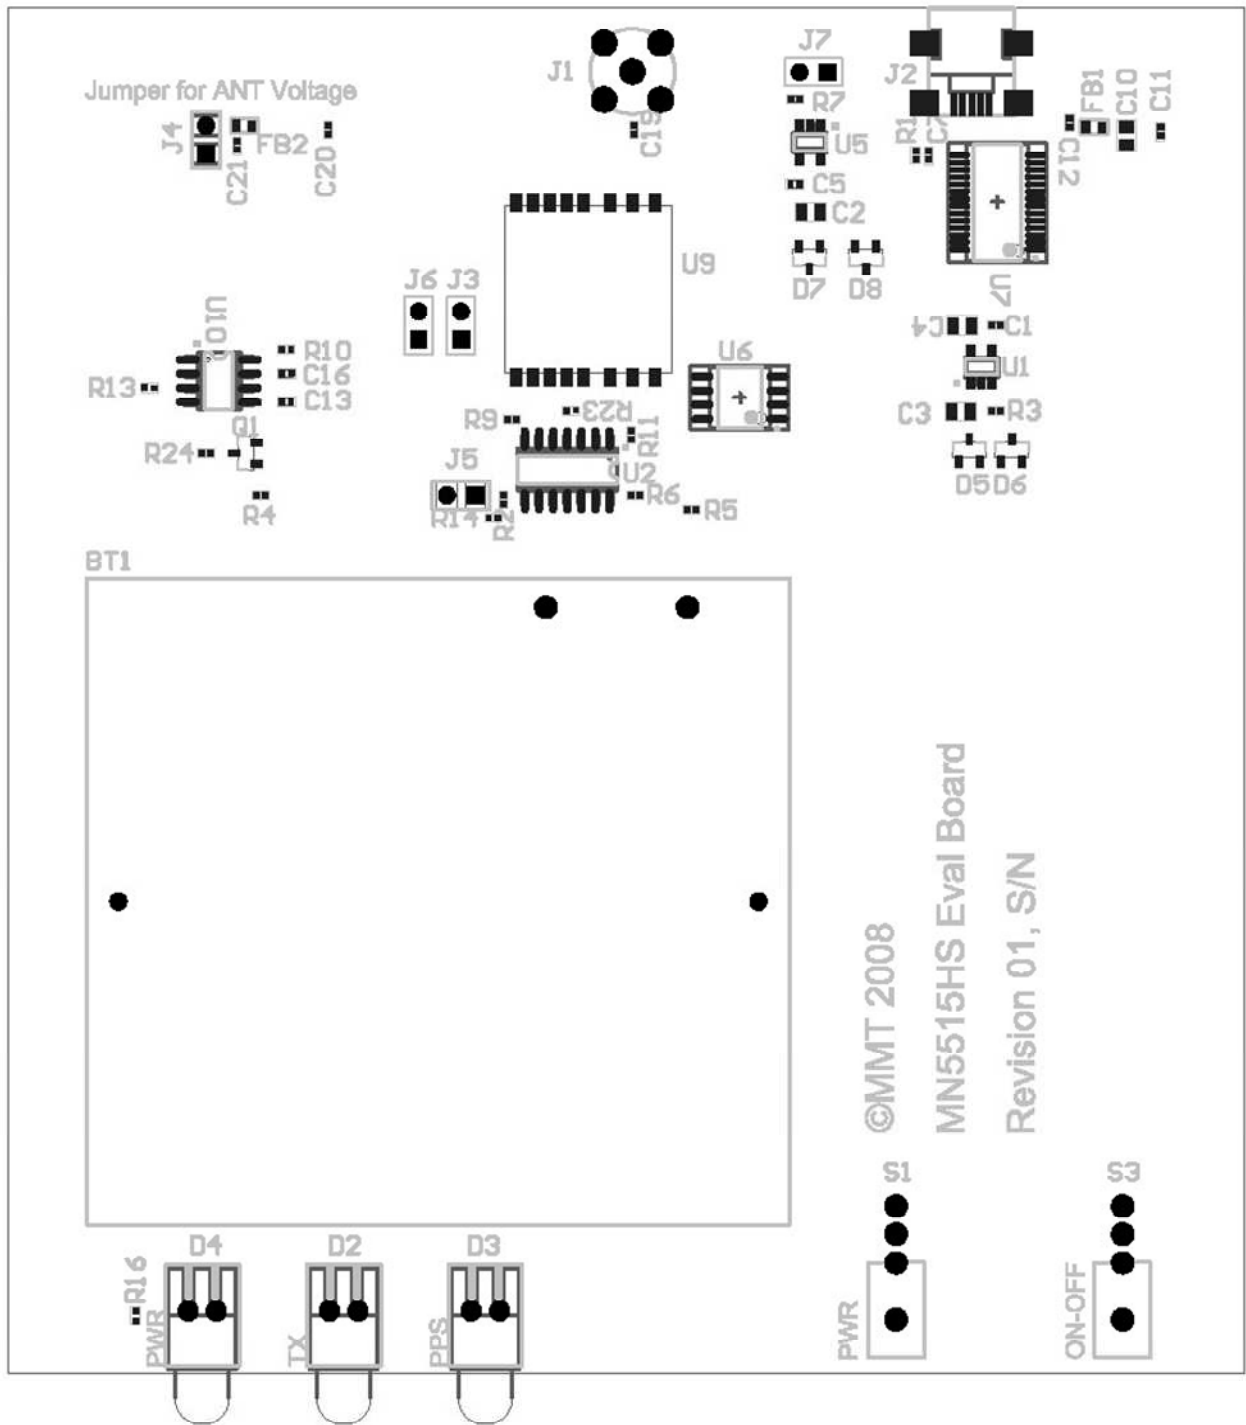 J7
J1
J2
FB1
C10
C11
Jumper for ANT Voltage
R7
J4
FB2
C21
C20
C19
U5
R1
C7
C12
C5
C2
U9
D7
D8
U7
J6
J3
U10
C4
C1
R10
U6
U1
C16
R13
C13
R9
R23
C3
R3
Q1
R11
R24
J5
U2
D5
D6
R4
R14
R2
R6
R5
BT1
©MMT 2008
MN5515HS Eval Board
Revision 01, S/N
S1
S3
D4
D2
D3
R16
PWR
TX
PPS
PWR
ON-OFF